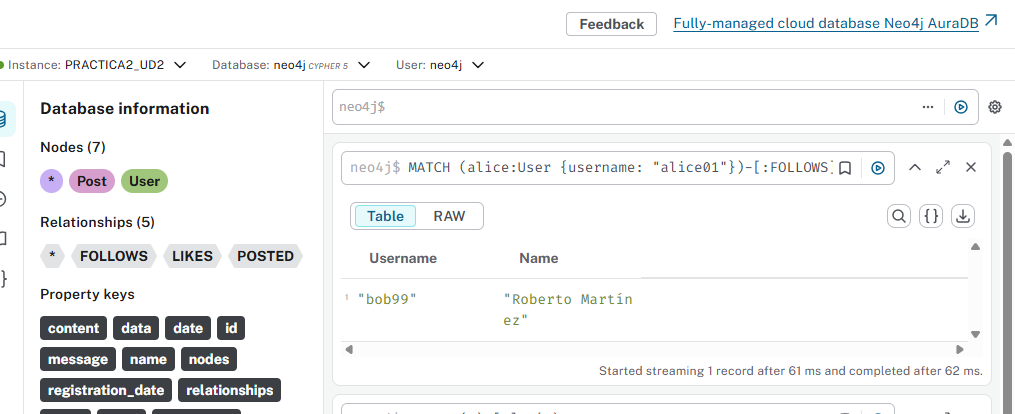 Feedback
Fully-managed cloud database Neo4j AuraDB
Instance: PRACTICA2_UD2
Database: neo4j CYPHER 5
User: neo4j
Database information
Nodes (7)
* Post User
Relationships (5)
* FOLLOWS LIKES POSTED
Property keys
content data date id
message name nodes
registration_date relationships
neo4j$
neo4j$ MATCH (alice:User {username: "alice01"})-[:FOLLOWS]
Table RAW
Username Name
1 "bob99" "Roberto Martín
ez"
Started streaming 1 record after 61 ms and completed after 62 ms.